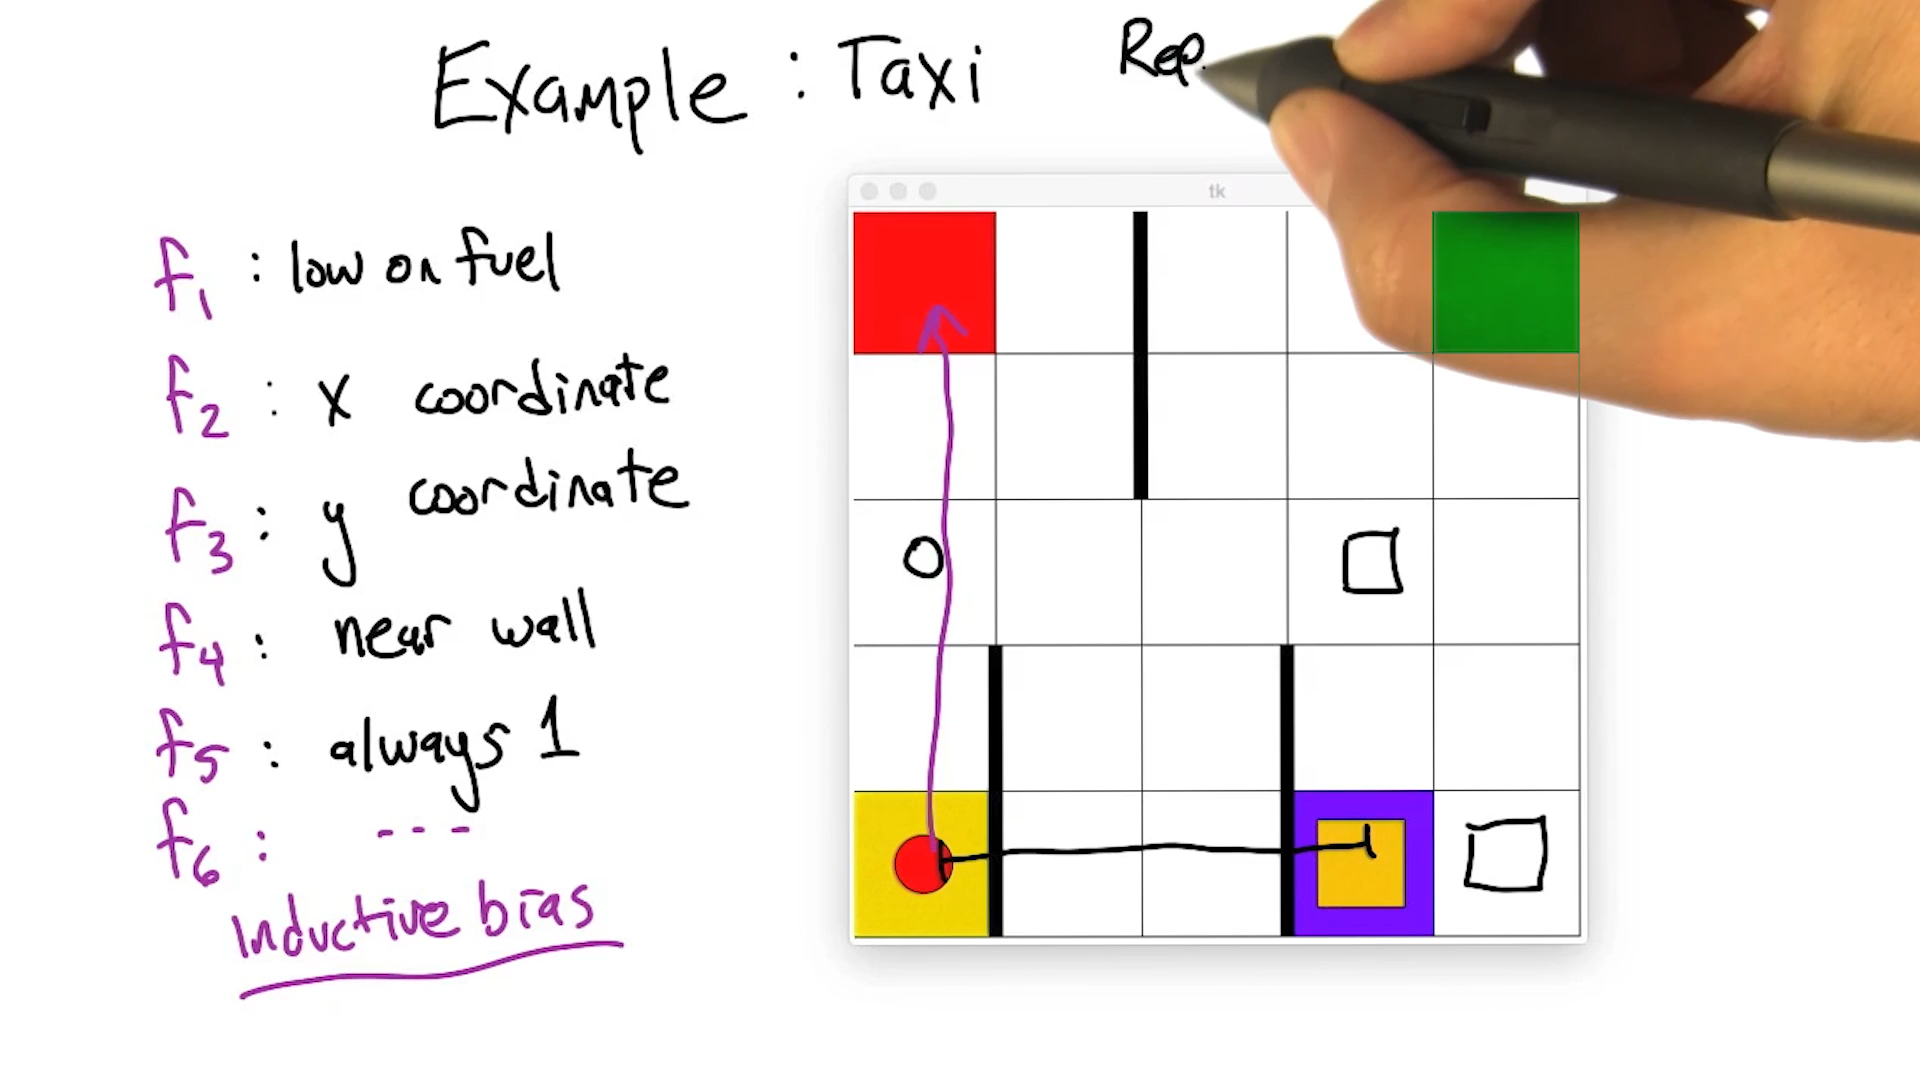 Example : Taxi
Rep.
tk
f1 : low on fuel
f2 : x coordinate
f3 : y coordinate
f4 : near wall
f5 : always 1
f6 : ---
Inductive bias